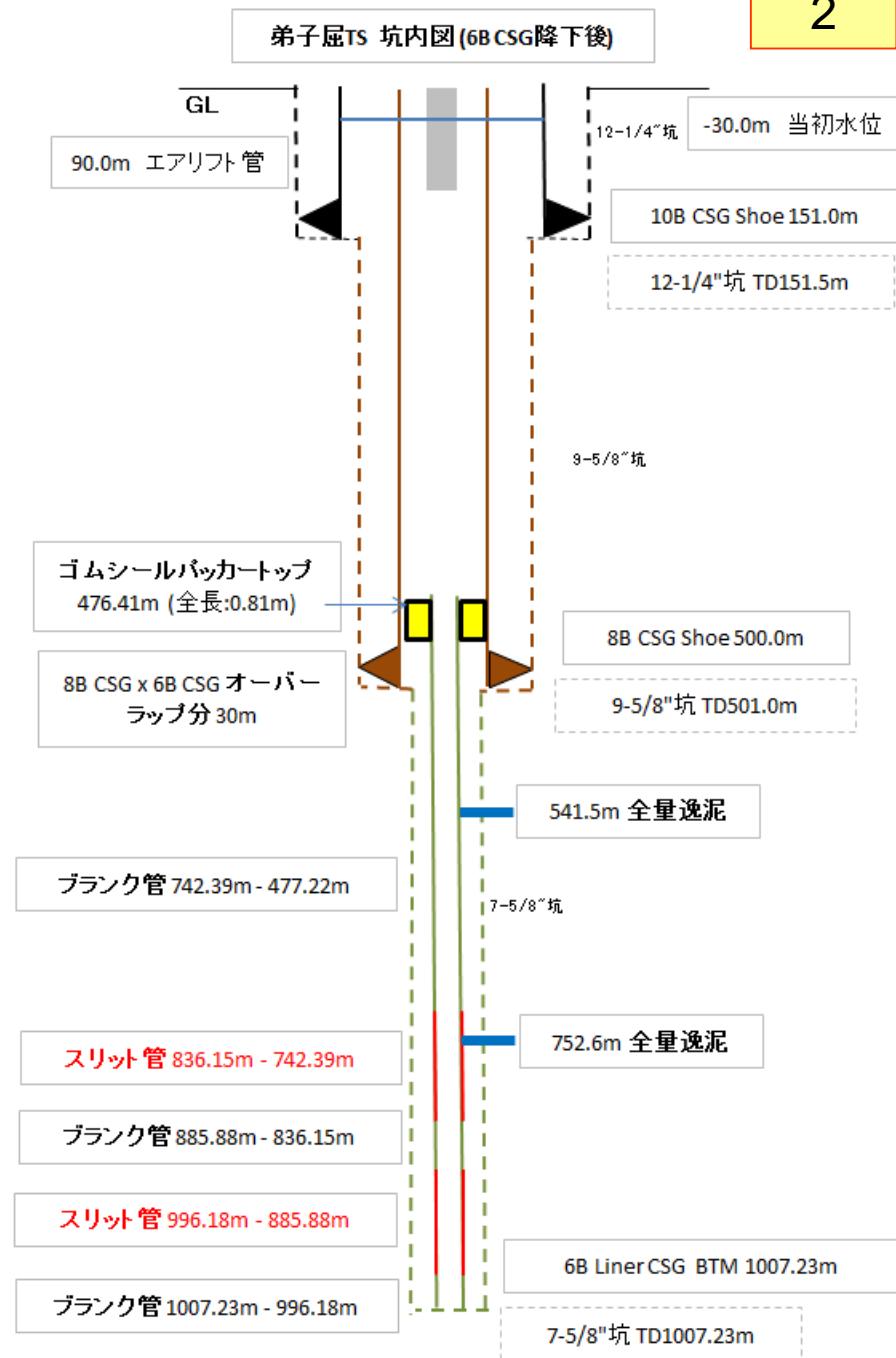 2
弟子屈TS 坑内図(6B CSG降下後)
GL
12-1/4"坑
-30.0m 当初水位
90.0m エアリフト管
10B CSG Shoe 151.0m
12-1/4"坑 TD151.5m
9-5/8"坑
ゴムシールパッカートップ
476.41m (全長:0.81m)
8B CSG Shoe 500.0m
8B CSG x 6B CSG オーバー
ラップ分 30m
9-5/8"坑 TD501.0m
541.5m 全量逸泥
ブランク管 742.39m - 477.22m
7-5/8"坑
752.6m 全量逸泥
スリット管 836.15m - 742.39m
ブランク管 885.88m - 836.15m
スリット管 996.18m - 885.88m
6B Liner CSG BTM 1007.23m
ブランク管 1007.23m - 996.18m
7-5/8"坑 TD1007.23m